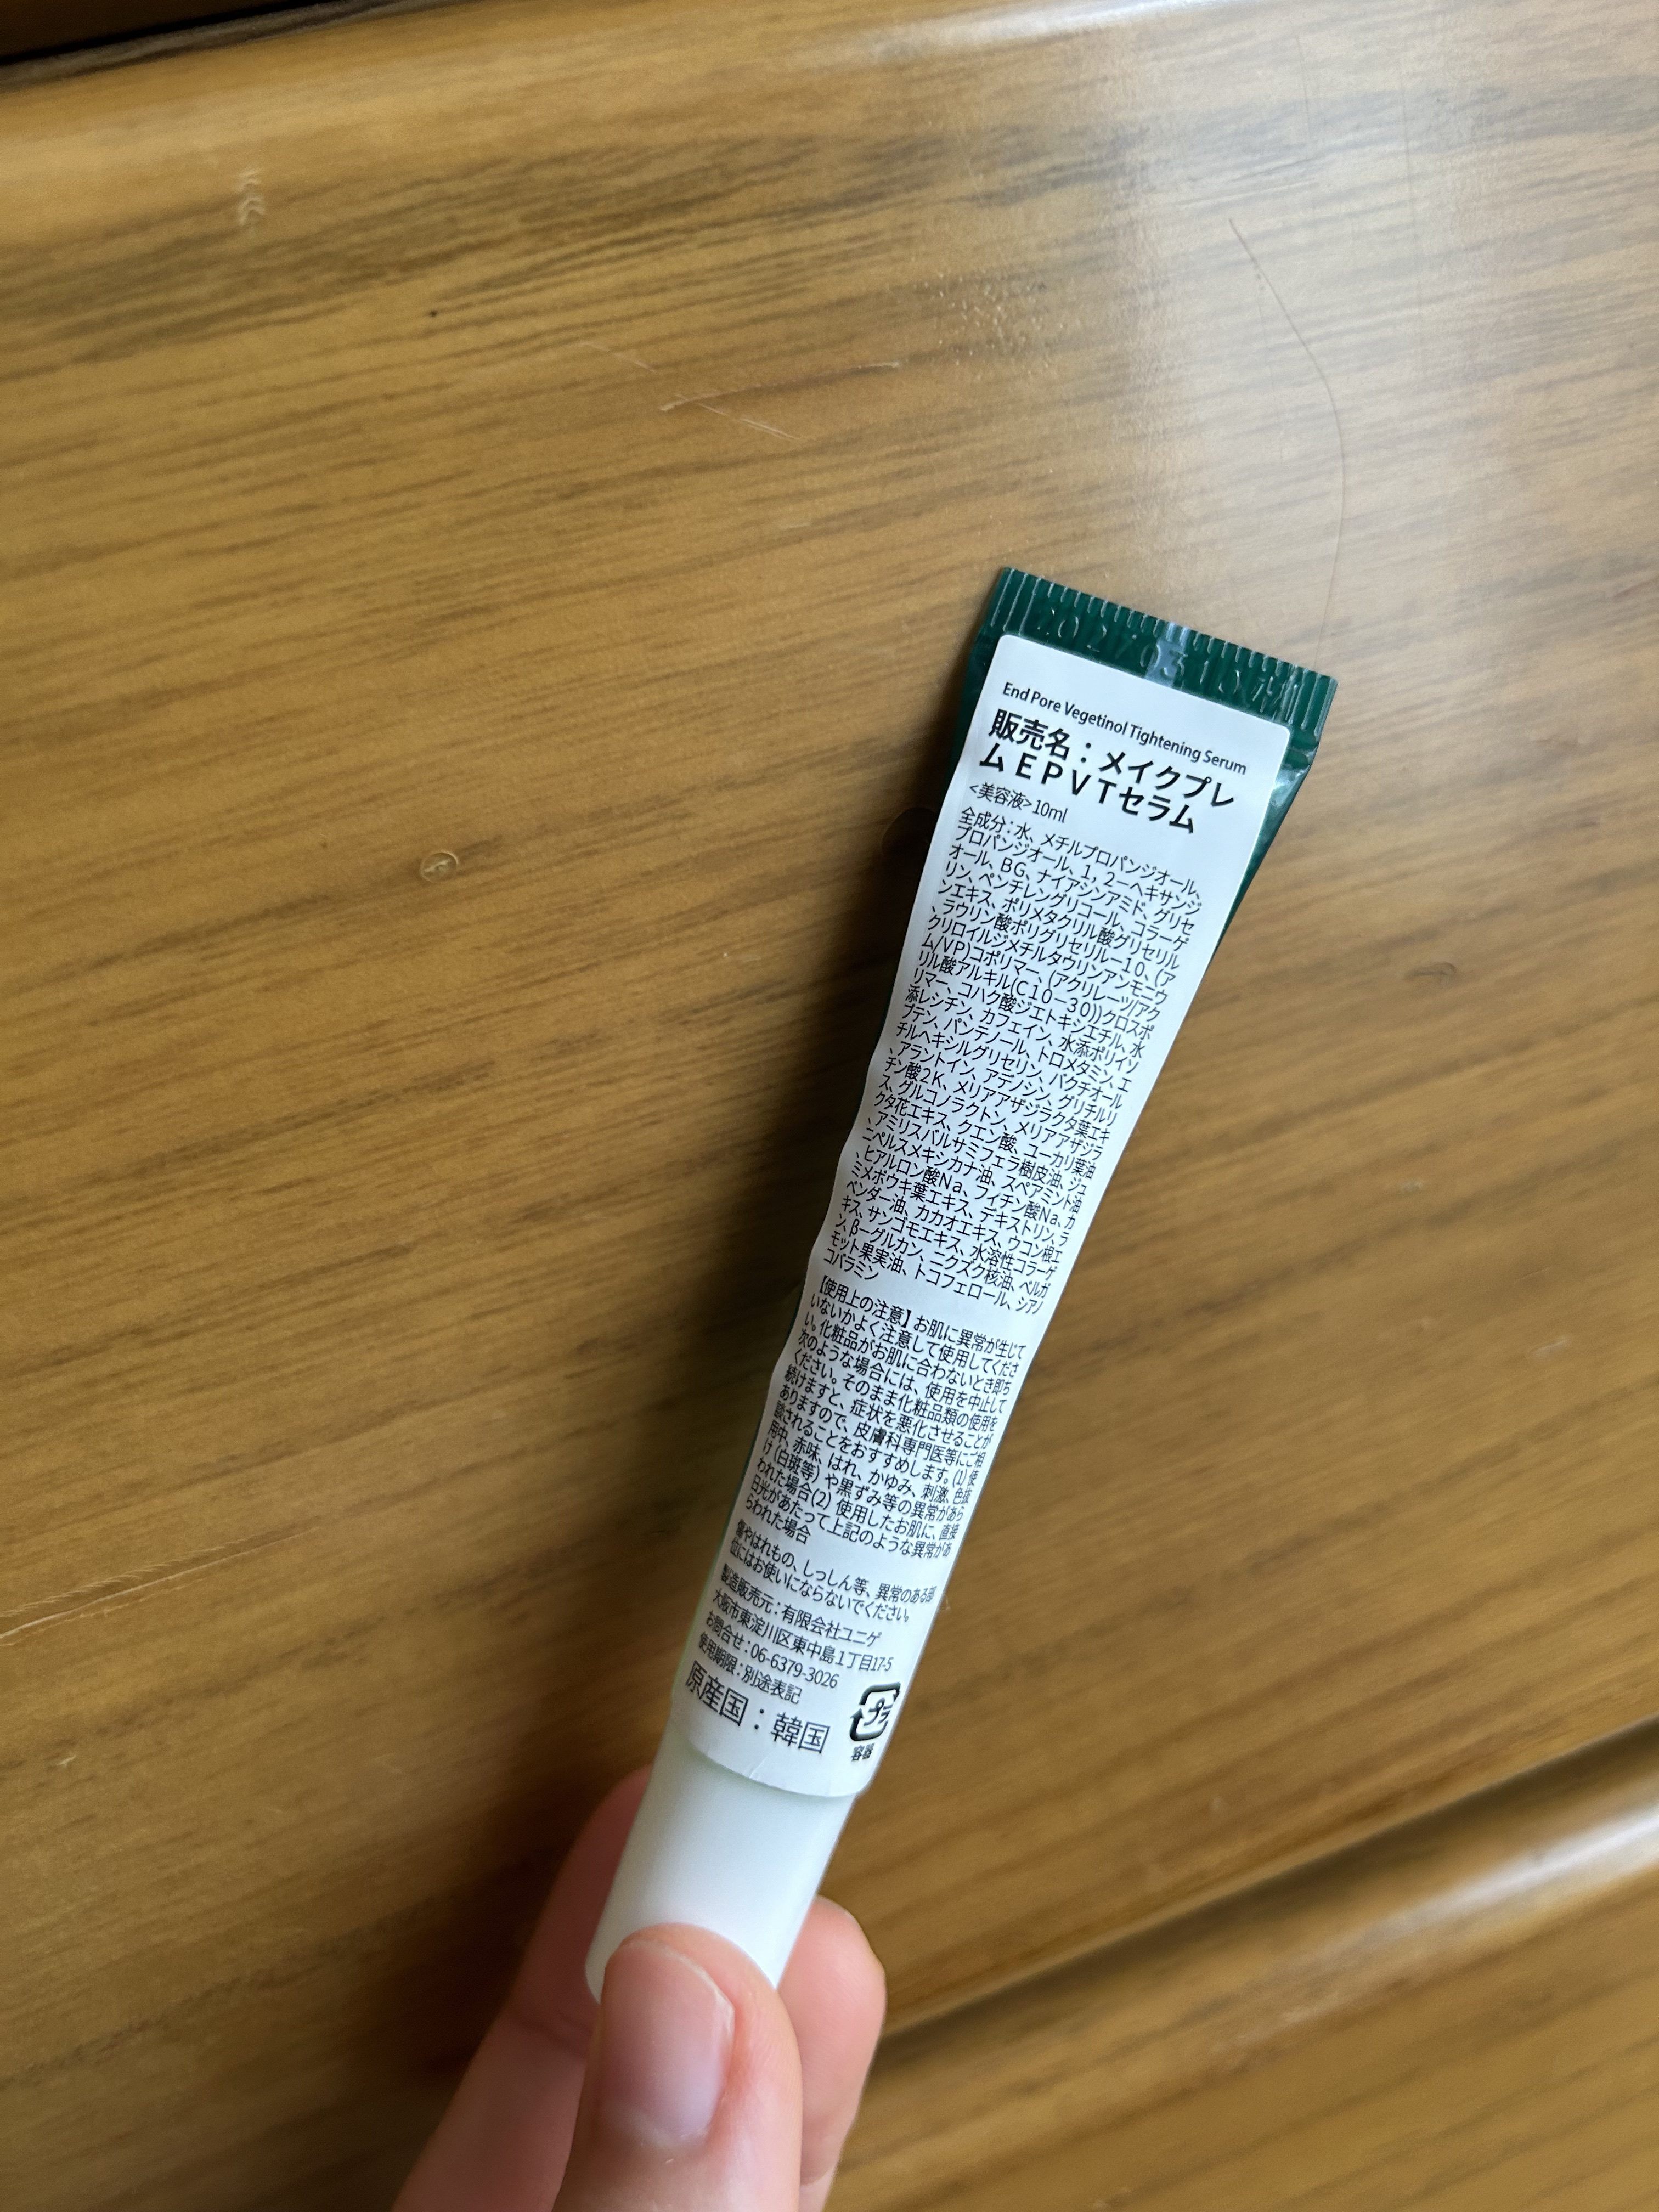 End Pore Vegetinol Tightening Serum
販売名：メイクプレ
ムＥＰＶＴセラム
<美容液>10ml
全成分：水、メチルプロパンジオール、
プロパンジオール、１，２－ヘキサンジ
オール、ＢＧ、ナイアシンアミド、グリセ
リン、ペンチレングリコール、コラーゲ
ンエキス、ポリメタクリル酸グリセリル
、ラウリン酸ポリグリセリル－１０、（ア
クリロイルジメチルタウリンアンモニウ
ム/ＶＰ)コポリマー、（アクリレーツ/アク
リル酸アルキル(Ｃ１０－３０))クロスポ
リマー、コハク酸ジエトキシエチル、水
添レシチン、カフェイン、水添ポリイソ
ブテン、パンテノール、トロメタミン、エ
チルヘキシルグリセリン、バクチオール
、アラントイン、アデノシン、グリチルリ
チン酸２Ｋ、メリアアザジラクタ葉エキ
ス、グルコノラクトン、メリアアザジラ
クタ花エキス、クエン酸、ユーカリ葉油
、アミリスバルサミフェラ樹皮油、ジュ
ニペルスメキシカナ油、スペアミント油
、ヒアルロン酸Ｎａ、フィチン酸Ｎａ、カ
ミメボウキ葉エキス、デキストリン、ラ
ベンダー油、カカオエキス、ウコン根エ
キス、サンゴモエキス、水溶性コラーゲ
ン、β－グルカン、ニクズク核油、ベルガ
モット果実油、トコフェロール、シアノ
コバラミン
【使用上の注意】お肌に異常が生じて
いないかよく注意して使用してくださ
い。化粧品がお肌に合わないとき即ち
次のような場合には、使用を中止して
ください。そのまま化粧品類の使用を
続けますと、症状を悪化させることが
ありますので、皮膚科専門医等にご相
談されることをおすすめします。(1) 使
用中、赤味、はれ、かゆみ、刺激、色抜
け（白斑等）や黒ずみ等の異常があら
われた場合(2) 使用したお肌に、直接
日光があたって上記のような異常があ
らわれた場合
傷やはれもの、しっしん等、異常のある部
位にはお使いにならないでください。
製造販売元：有限会社ユニゲ
大阪市東淀川区東中島1丁目17-5
お問合せ：06-6379-3026
使用期限：別途表記
原産国：韓国
プラ
容器